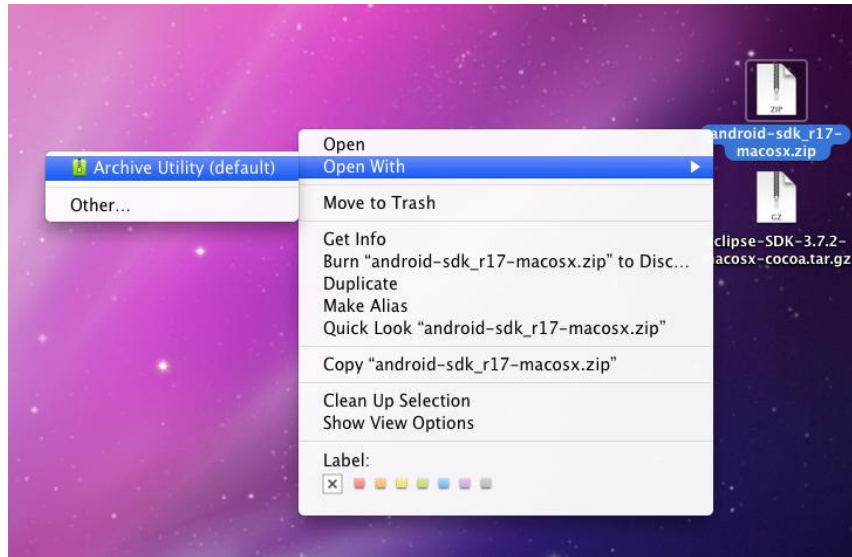 ZIP
android-sdk_r17-
macosx.zip
GZ
clipse-SDK-3.7.2-
acosx-cocoa.tar.gz
Archive Utility (default)
Other...
Open
Open With
Move to Trash
Get Info
Burn “android-sdk_r17-macosx.zip” to Disc...
Duplicate
Make Alias
Quick Look “android-sdk_r17-macosx.zip”
Copy “android-sdk_r17-macosx.zip”
Clean Up Selection
Show View Options
Label: